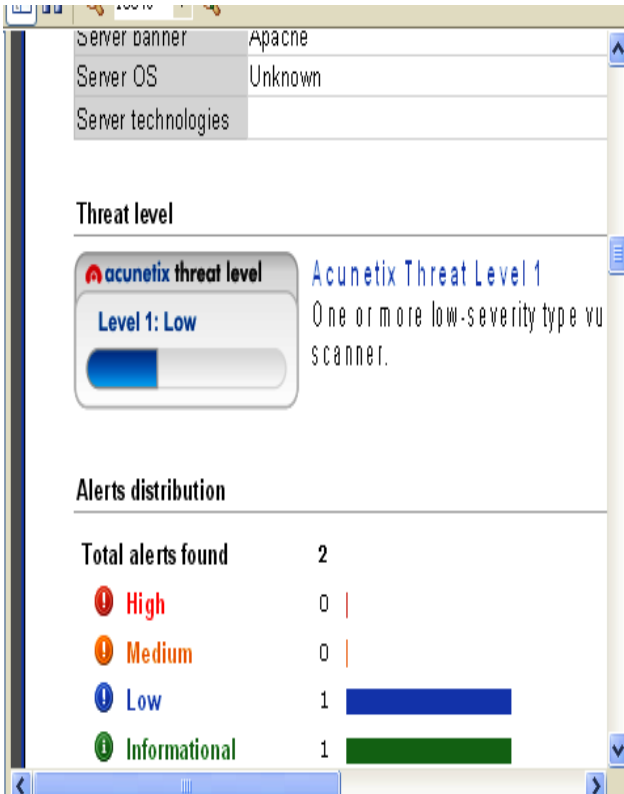 Server banner Apache
Server OS Unknown
Server technologies
Threat level
acunetix threat level
Level 1: Low
Acunetix Threat Level 1
One or more low-severity type vu
scanner.
Alerts distribution
Total alerts found 2
High 0
Medium 0
Low 1
Informational 1